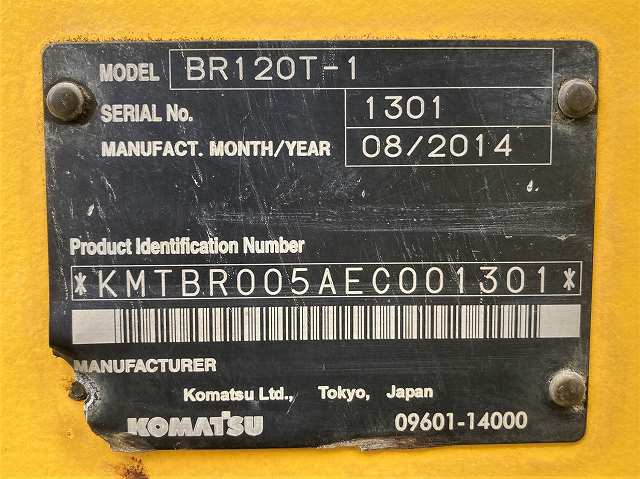 MODEL BR120T-1
SERIAL No. 1301
MANUFACT. MONTH/YEAR 08/2014
Product Identification Number
*KMTBR005AEC001301*
MANUFACTURER
Komatsu Ltd., Tokyo, Japan
KOMATSU 09601-14000